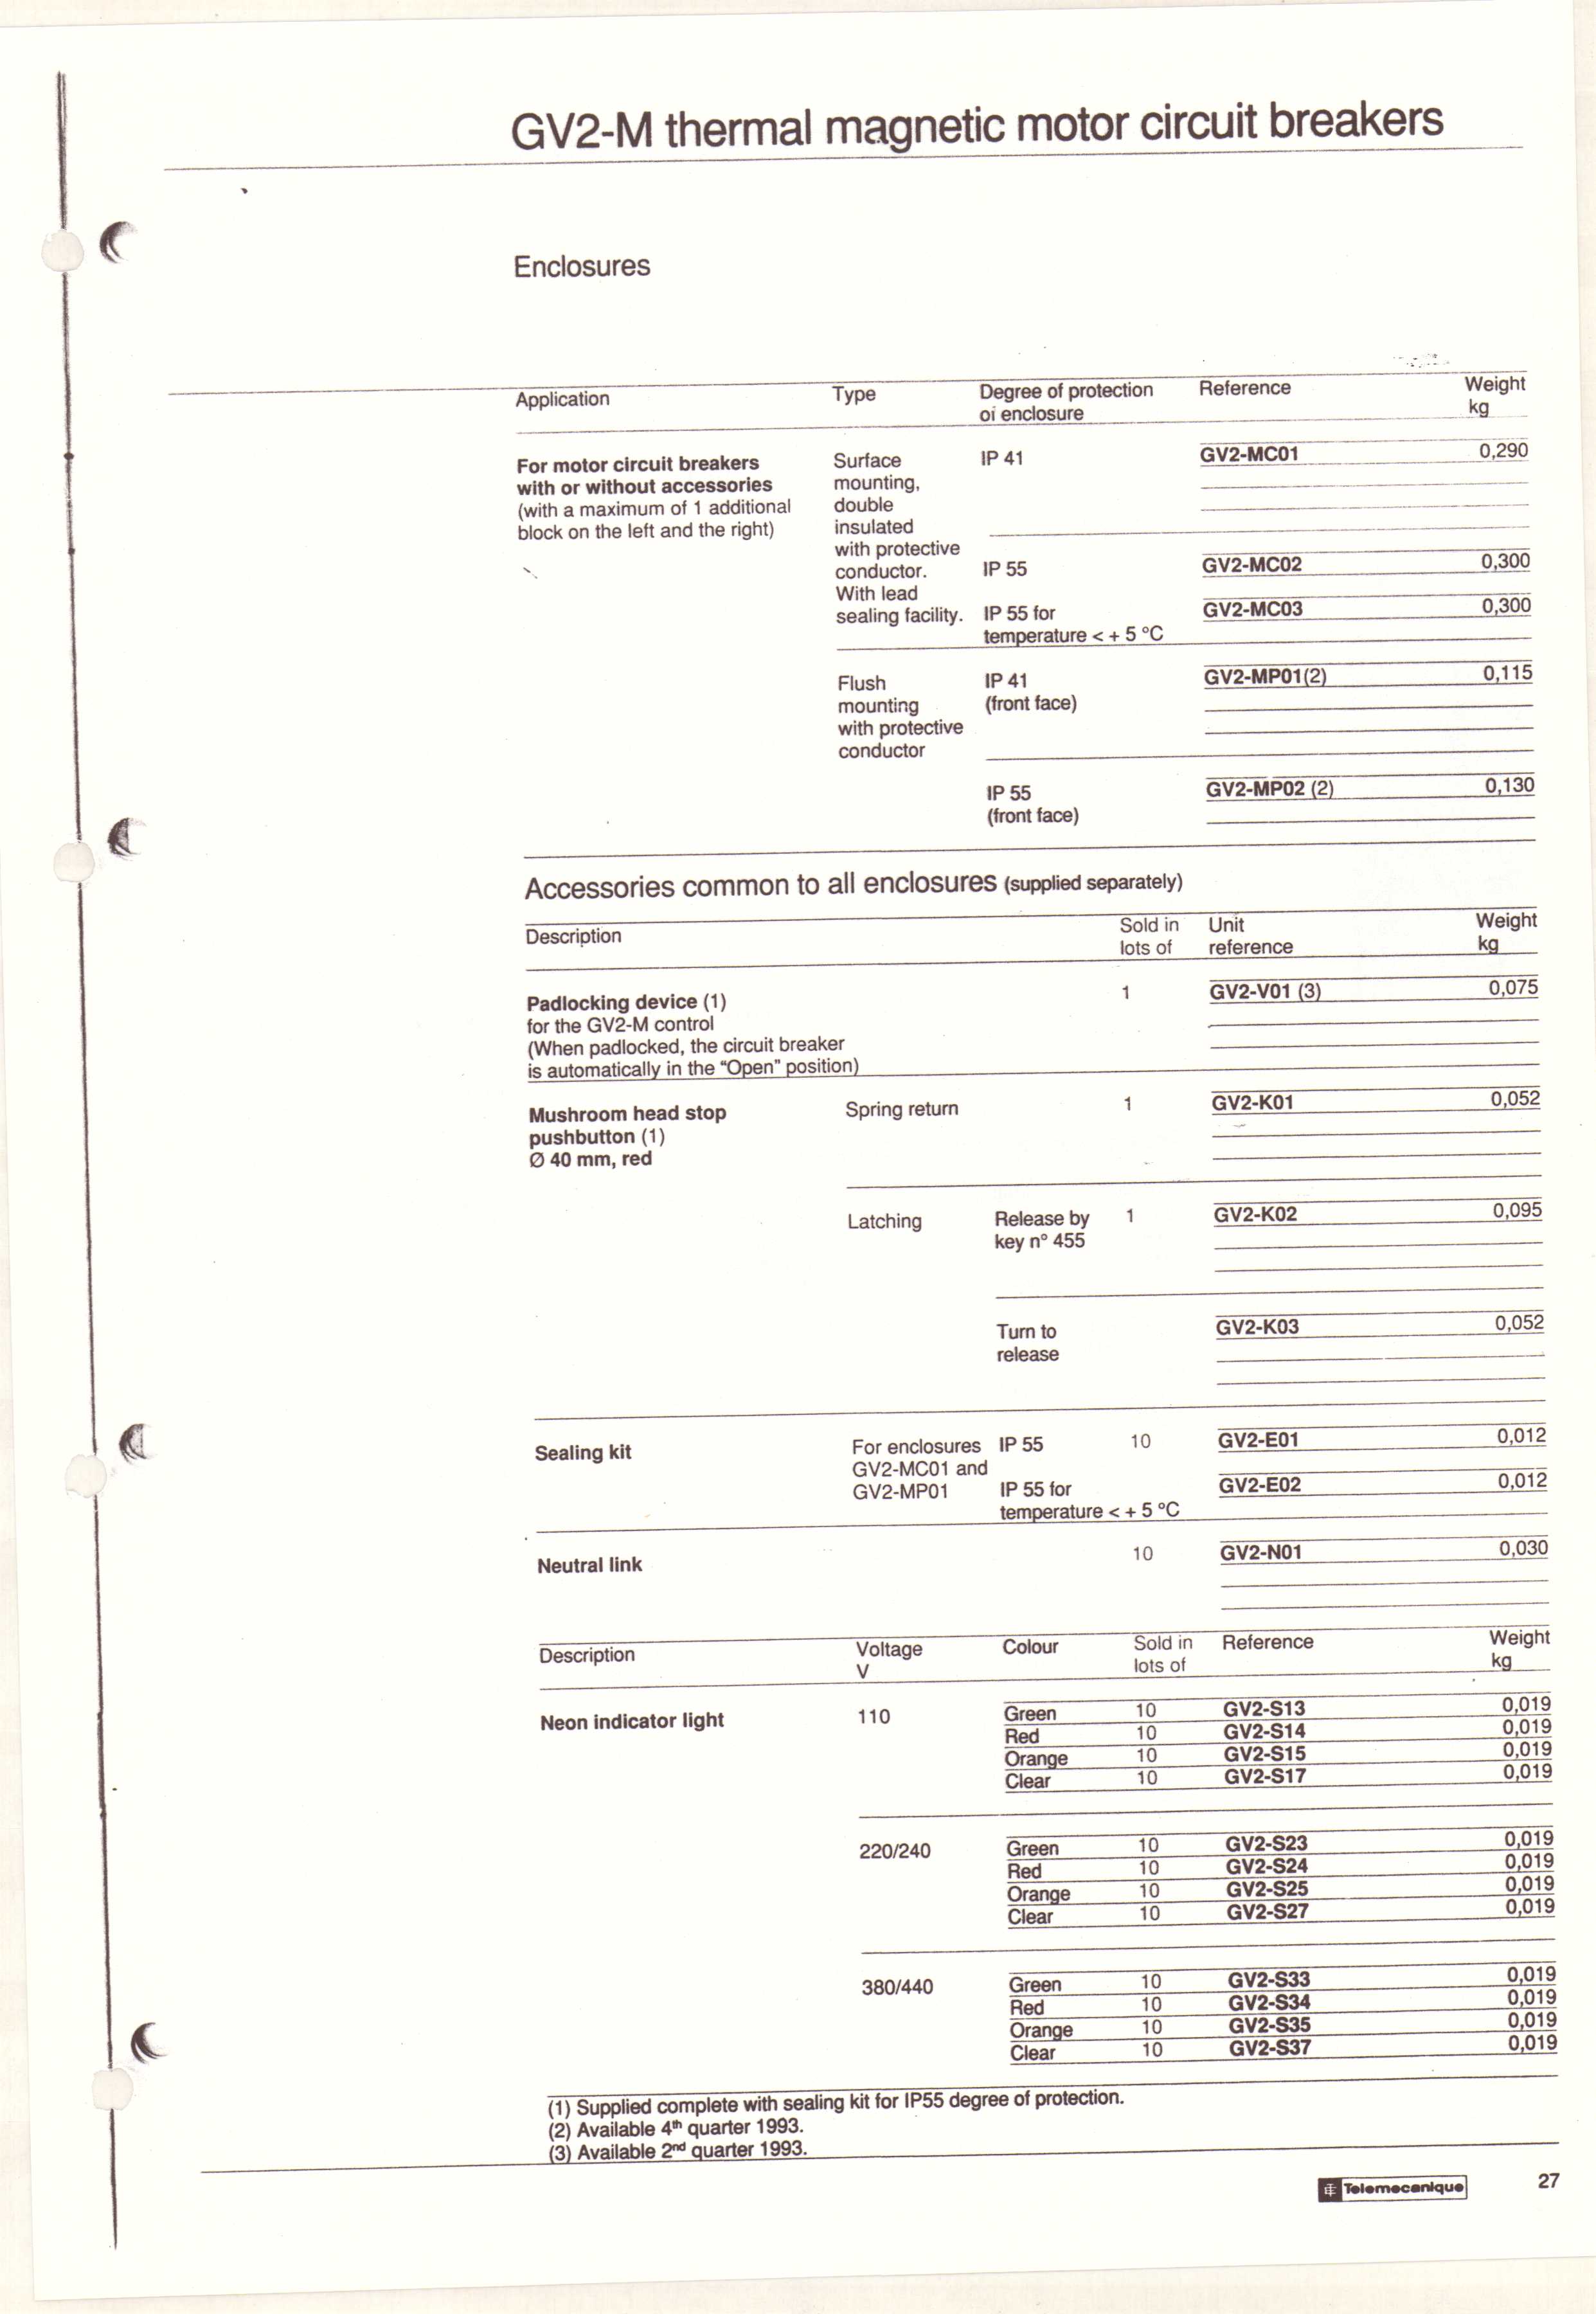 GV2-M thermal magnetic motor circuit breakers
Enclosures
Application Type Degree of protection oi enclosure Reference Weight kg
For motor circuit breakers
with or without accessories
(with a maximum of 1 additional
block on the left and the right)
Surface
mounting,
double
insulated
with protective
conductor.
With lead
sealing facility.
IP 41 GV2-MC01 0,290
IP 55 GV2-MC02 0,300
IP 55 for
temperature < + 5 °C
GV2-MC03 0,300
Flush
mounting
with protective
conductor
IP 41
(front face)
GV2-MP01(2) 0,115
IP 55
(front face)
GV2-MP02 (2) 0,130
Accessories common to all enclosures (supplied separately)
Description Sold in lots of Unit reference Weight kg
Padlocking device (1)
for the GV2-M control
(When padlocked, the circuit breaker
is automatically in the “Open” position)
1 GV2-V01 (3) 0,075
Mushroom head stop
pushbutton (1)
Ø 40 mm, red
Spring return 1 GV2-K01 0,052
Latching
Release by
key n° 455
1 GV2-K02 0,095
Turn to
release
GV2-K03 0,052
Sealing kit
For enclosures
GV2-MC01 and
GV2-MP01
IP 55 10 GV2-E01 0,012
IP 55 for
temperature < + 5 °C
GV2-E02 0,012
Neutral link 10 GV2-N01 0,030
Description Voltage V Colour Sold in lots of Reference Weight kg
Neon indicator light 110 Green 10 GV2-S13 0,019
Red 10 GV2-S14 0,019
Orange 10 GV2-S15 0,019
Clear 10 GV2-S17 0,019
220/240 Green 10 GV2-S23 0,019
Red 10 GV2-S24 0,019
Orange 10 GV2-S25 0,019
Clear 10 GV2-S27 0,019
380/440 Green 10 GV2-S33 0,019
Red 10 GV2-S34 0,019
Orange 10 GV2-S35 0,019
Clear 10 GV2-S37 0,019
(1) Supplied complete with sealing kit for IP55 degree of protection.
(2) Available 4th quarter 1993.
(3) Available 2nd quarter 1993.
Telemecanique 27